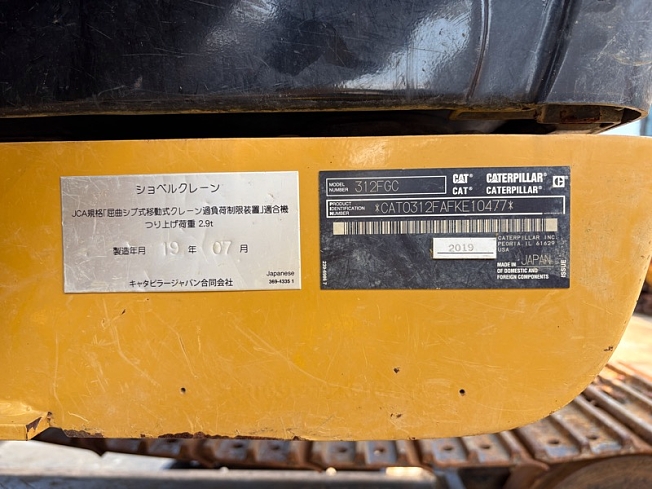 ショベルクレーン
JCA規格「屈曲ジブ式移動式クレーン過負荷制限装置」適合機
つり上げ荷重 2.9t
製造年月 19 年 07 月
Japanese
キャタピラージャパン合同会社
369-4335 1
MODEL NUMBER 312FGC
CAT CATERPILLAR
CAT® CATERPILLAR®
PRODUCT IDENTIFICATION NUMBER *CAT0312FAFKE10477*
2019
CATERPILLAR INC.
PEORIA, IL 61629
USA
MADE IN JAPAN
OF DOMESTIC AND
FOREIGN COMPONENTS
ISSUE